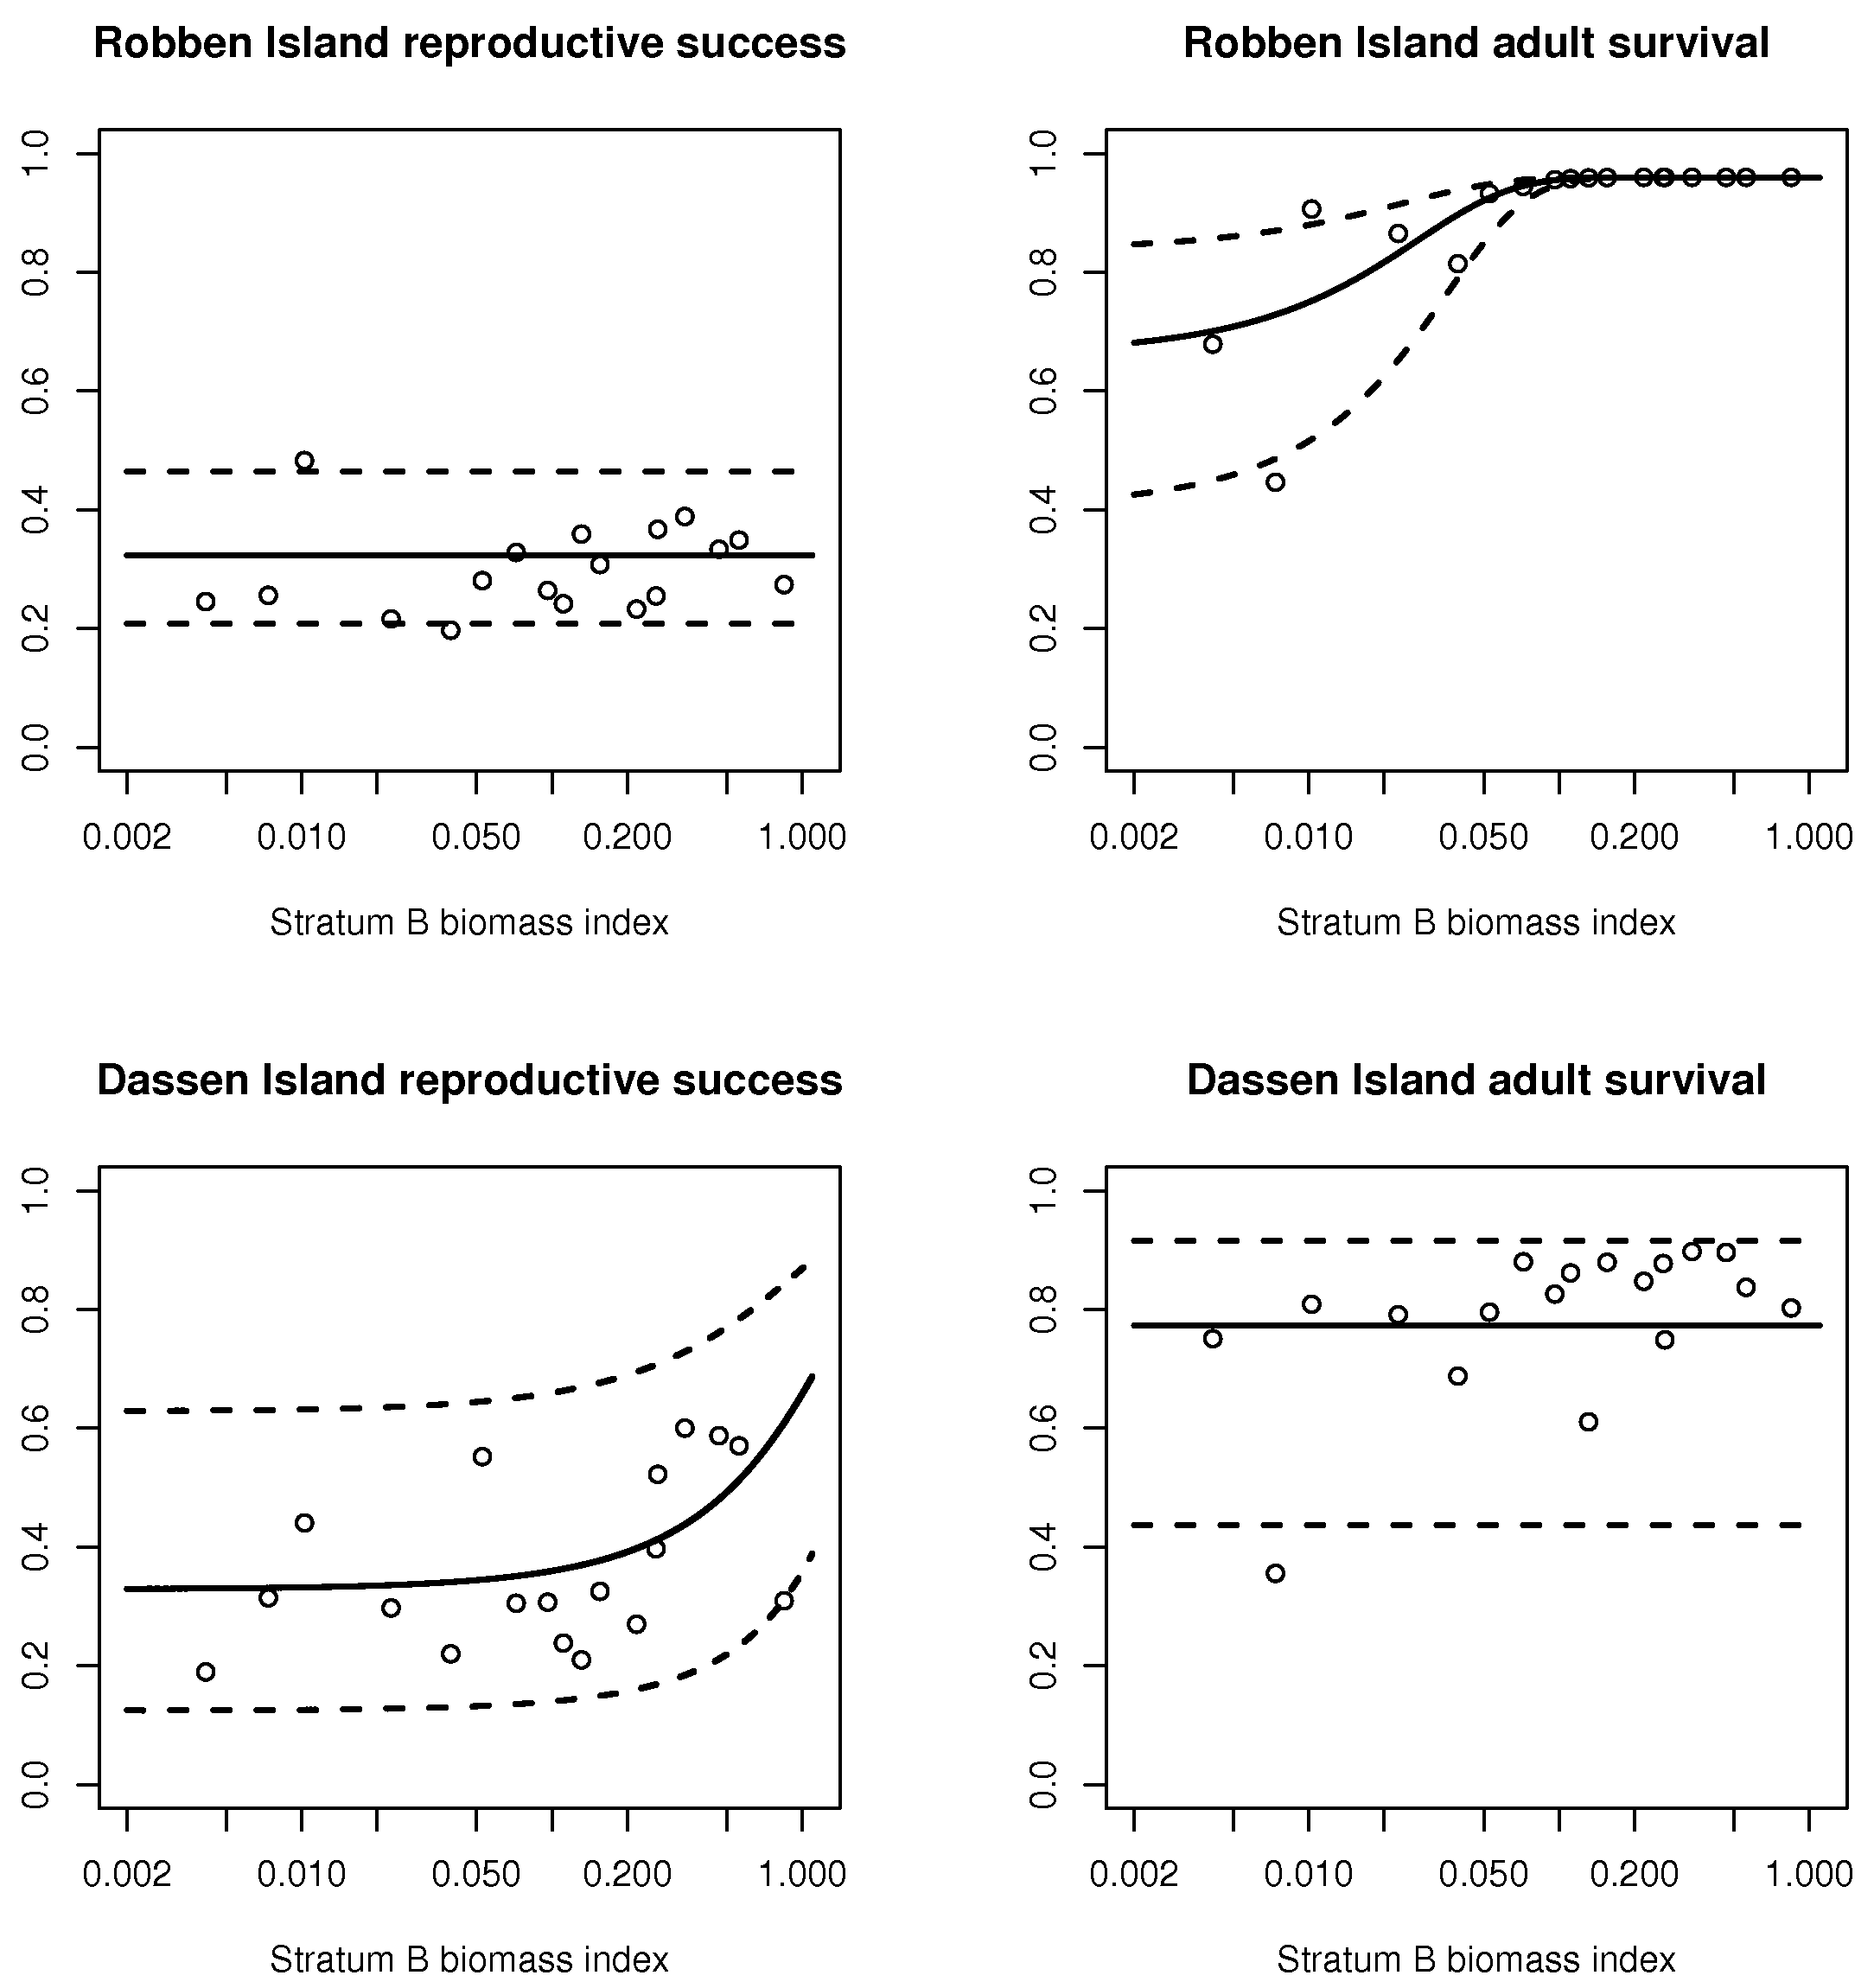 Robben Island reproductive success
1.0
0.8
0.6
0.4
0.2
0.0
0.002 0.010 0.050 0.200 1.000
Stratum B biomass index
Robben Island adult survival
1.0
0.8
0.6
0.4
0.2
0.0
0.002 0.010 0.050 0.200 1.000
Stratum B biomass index
Dassen Island reproductive success
1.0
0.8
0.6
0.4
0.2
0.0
0.002 0.010 0.050 0.200 1.000
Stratum B biomass index
Dassen Island adult survival
1.0
0.8
0.6
0.4
0.2
0.0
0.002 0.010 0.050 0.200 1.000
Stratum B biomass index